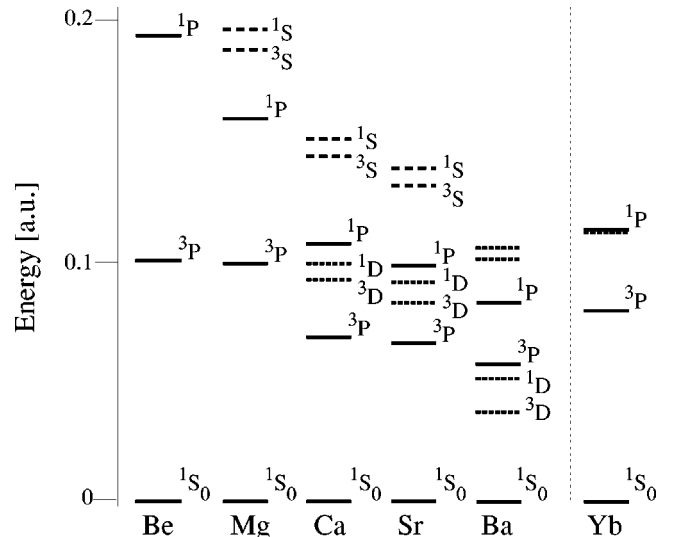 0.2
¹P
¹S
³S
¹P
¹S
³S
¹S
³S
Energy [a.u.]
0.1
³P
³P
¹P
¹D
³D
³P
¹P
¹D
³D
³P
¹P
³P
¹D
³D
¹P
³P
0
¹S₀
¹S₀
¹S₀
¹S₀
¹S₀
¹S₀
Be Mg Ca Sr Ba Yb